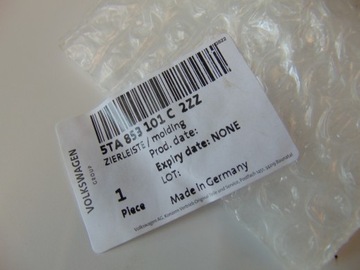 VOLKSWAGEN
GROUP
5TA 853 101 C 2ZZ
ZIERLEISTE / molding
Prod. date:
Expiry date: NONE
LOT:
1
Piece
Made in Germany